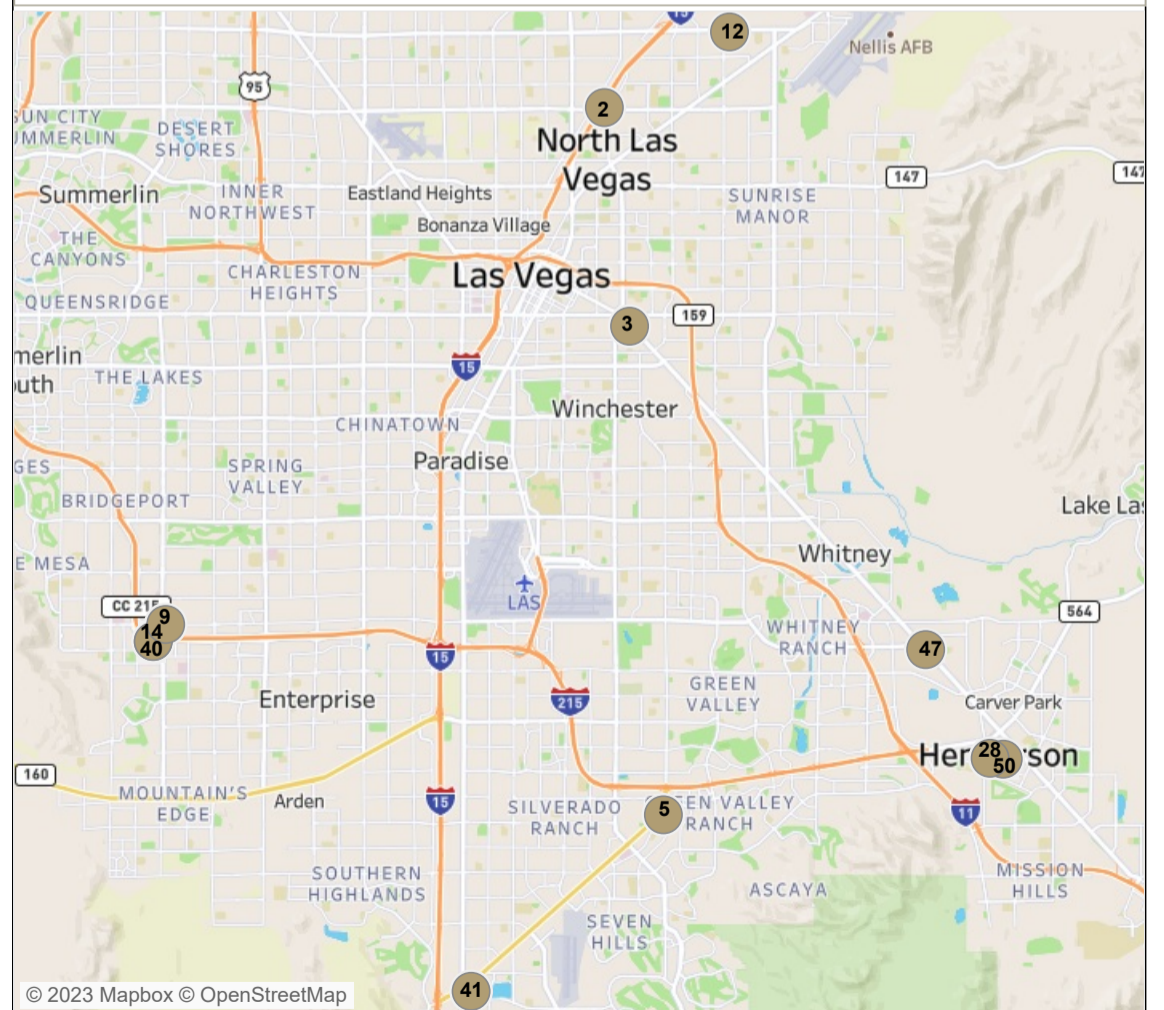 15
12
Nellis AFB
95
2
SUN CITY
SUMMERLIN
DESERT
SHORES
North Las
Vegas
147
147
Summerlin
INNER
NORTHWEST
Eastland Heights
SUNRISE
MANOR
Bonanza Village
THE
CANYONS
CHARLESTON
HEIGHTS
Las Vegas
QUEENSRIDGE
159
3
merlin
outh
THE LAKES
15
Winchester
CHINATOWN
Paradise
GES
SPRING
VALLEY
BRIDGEPORT
Lake Las
E MESA
Whitney
LAS
CC 215
9
14
40
564
WHITNEY
RANCH
47
15
Enterprise
215
GREEN
VALLEY
Carver Park
Henderson
28
50
160
MOUNTAIN'S
EDGE
Arden
15
SILVERADO
RANCH
5
GREEN VALLEY
RANCH
11
SOUTHERN
HIGHLANDS
ASCAYA
MISSION
HILLS
SEVEN
HILLS
41
© 2023 Mapbox © OpenStreetMap